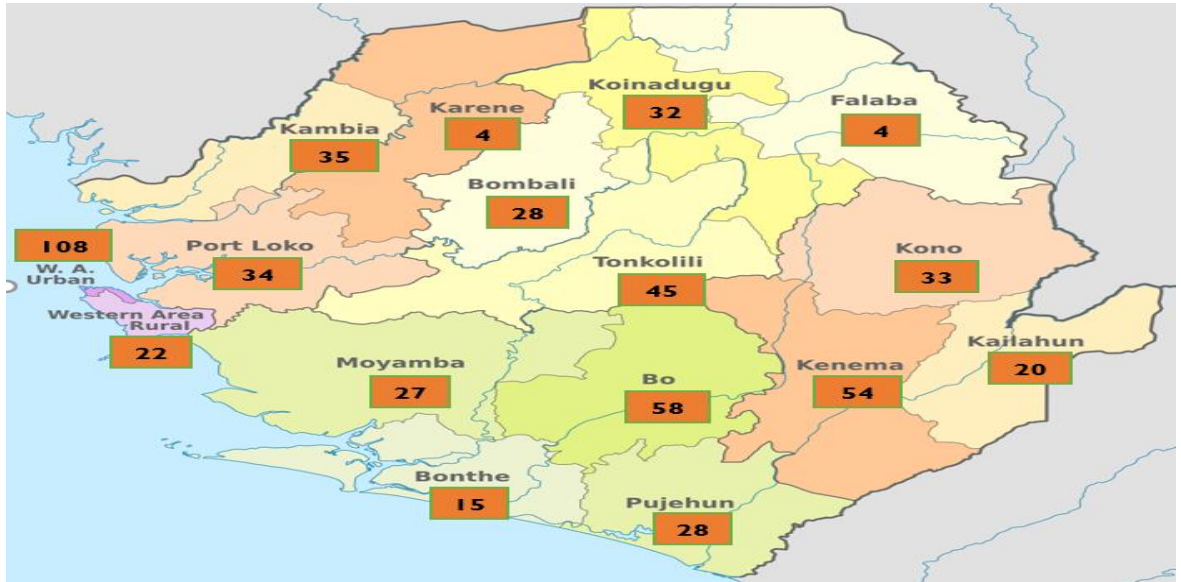 Koinadugu
32
Falaba
4
Karene
4
Kambia
35
Bombali
28
108
W. A.
Urban
Port Loko
34
Kono
33
Tonkolili
45
Western Area
Rural
22
Moyamba
27
Bo
58
Kenema
54
Kailahun
20
Bonthe
15
Pujehun
28